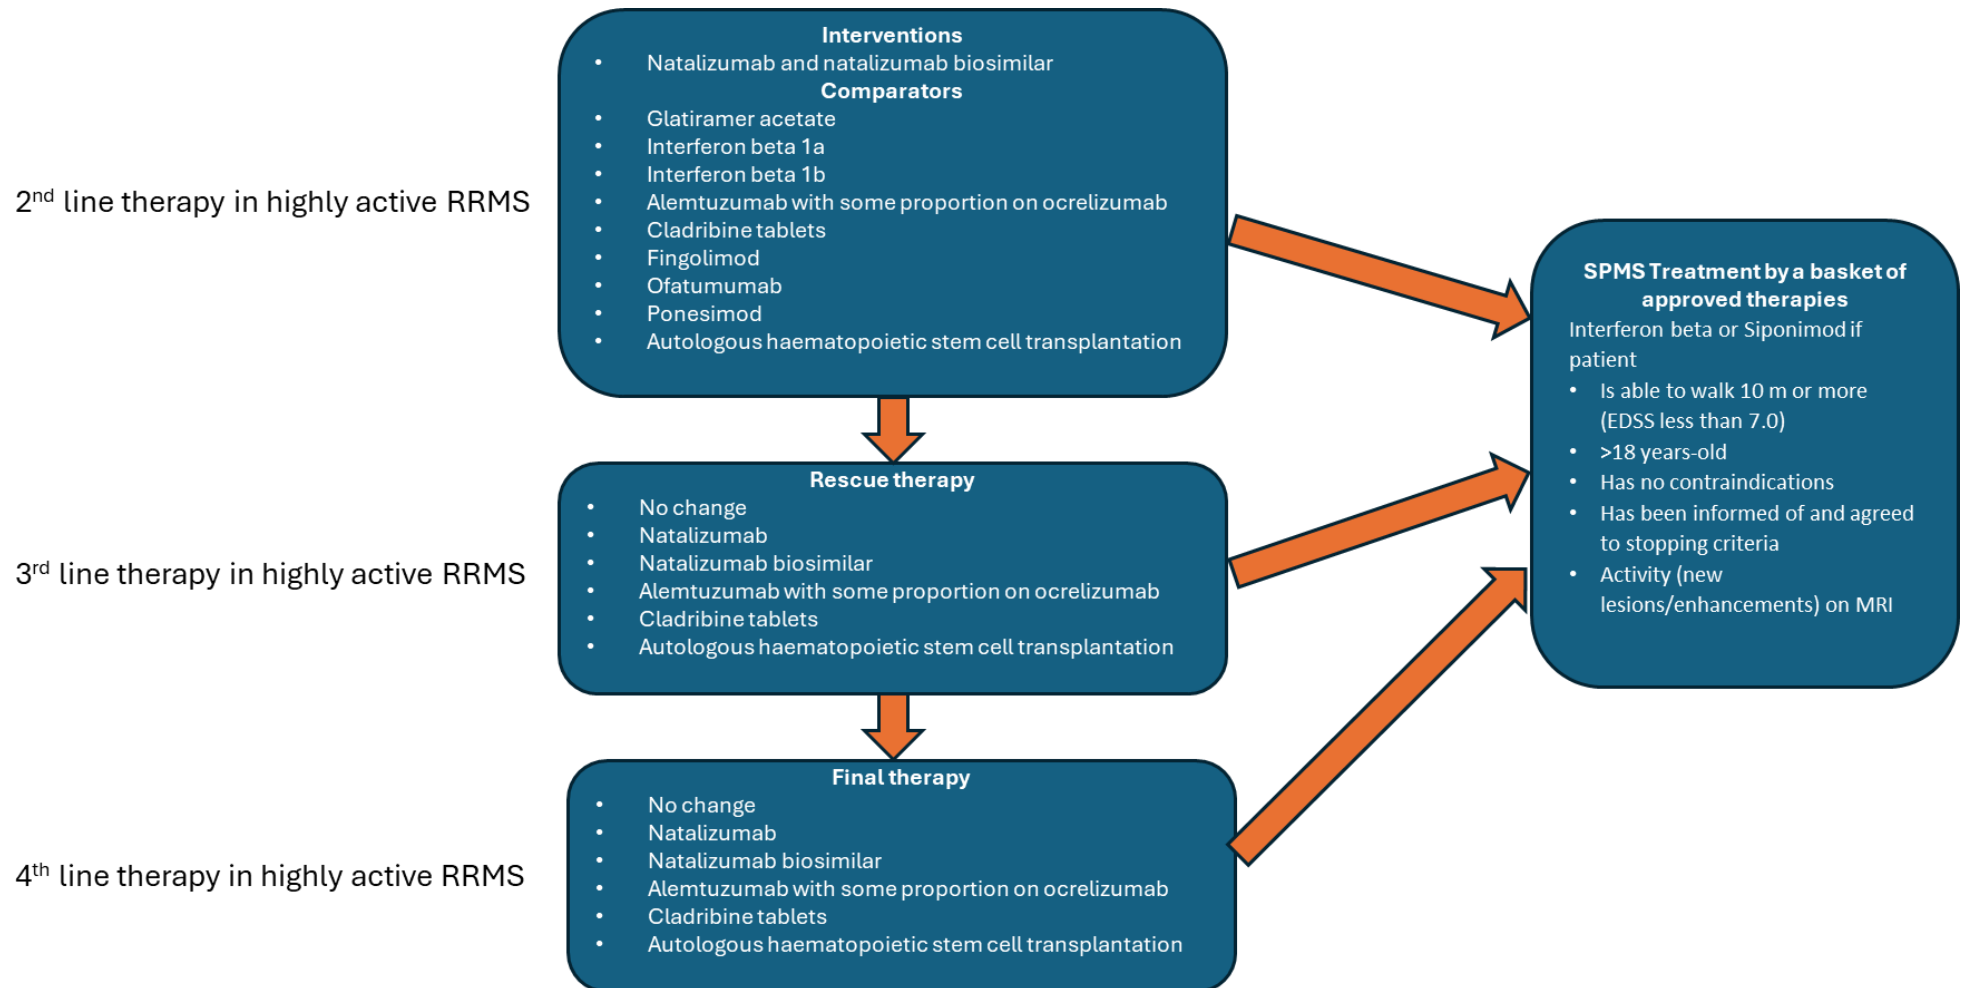 2nd line therapy in highly active RRMS
Interventions
• Natalizumab and natalizumab biosimilar
Comparators
• Glatiramer acetate
• Interferon beta 1a
• Interferon beta 1b
• Alemtuzumab with some proportion on ocrelizumab
• Cladribine tablets
• Fingolimod
• Ofatumumab
• Ponesimod
• Autologous haematopoietic stem cell transplantation
3rd line therapy in highly active RRMS
Rescue therapy
• No change
• Natalizumab
• Natalizumab biosimilar
• Alemtuzumab with some proportion on ocrelizumab
• Cladribine tablets
• Autologous haematopoietic stem cell transplantation
4th line therapy in highly active RRMS
Final therapy
• No change
• Natalizumab
• Natalizumab biosimilar
• Alemtuzumab with some proportion on ocrelizumab
• Cladribine tablets
• Autologous haematopoietic stem cell transplantation
SPMS Treatment by a basket of
approved therapies
Interferon beta or Siponimod if
patient
• Is able to walk 10 m or more
(EDSS less than 7.0)
• >18 years-old
• Has no contraindications
• Has been informed of and agreed
to stopping criteria
• Activity (new
lesions/enhancements) on MRI